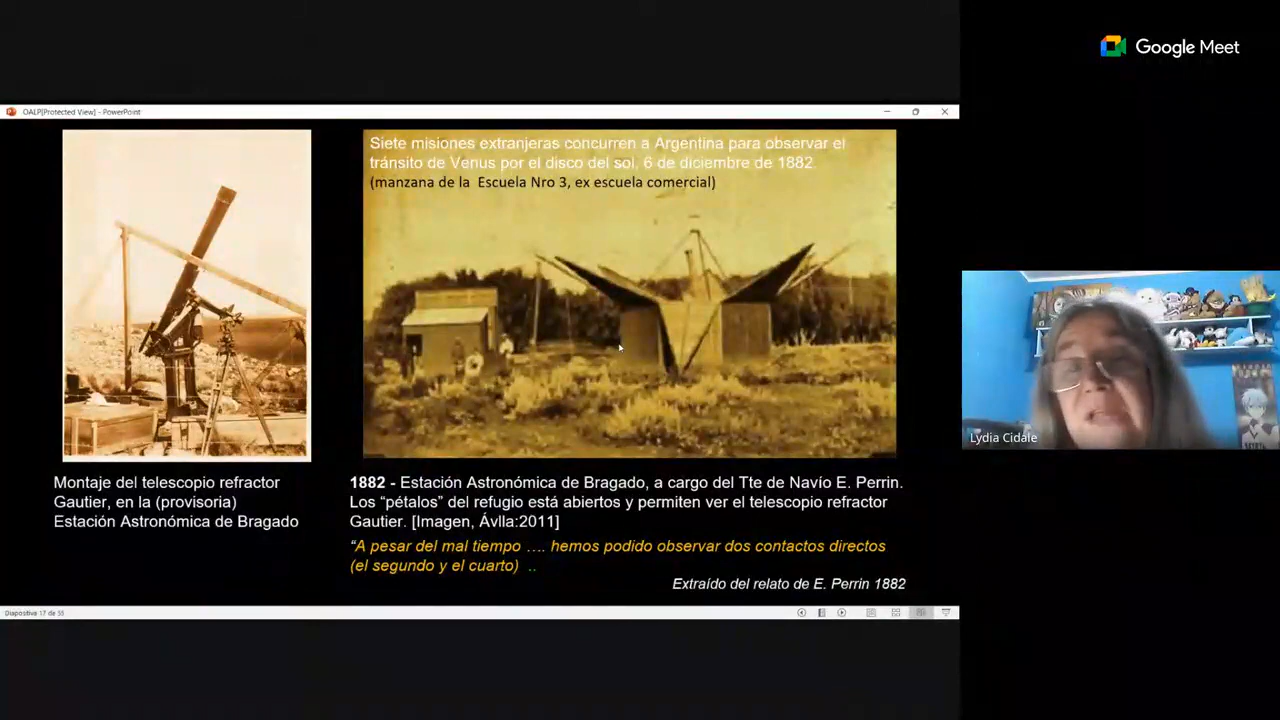 Google Meet
OALP[Protected View] - PowerPoint
Siete misiones extranjeras concurren a Argentina para observar el
tránsito de Venus por el disco del sol, 6 de diciembre de 1882.
(manzana de la Escuela Nro 3, ex escuela comercial)
Montaje del telescopio refractor
Gautier, en la (provisoria)
Estación Astronómica de Bragado
1882 - Estación Astronómica de Bragado, a cargo del Tte de Navío E. Perrin.
Los “pétalos” del refugio está abiertos y permiten ver el telescopio refractor
Gautier. [Imagen, Ávlla:2011]
“A pesar del mal tiempo …. hemos podido observar dos contactos directos
(el segundo y el cuarto) ..
Extraído del relato de E. Perrin 1882
Lydia Cidale
Diapositiva 17 de 55